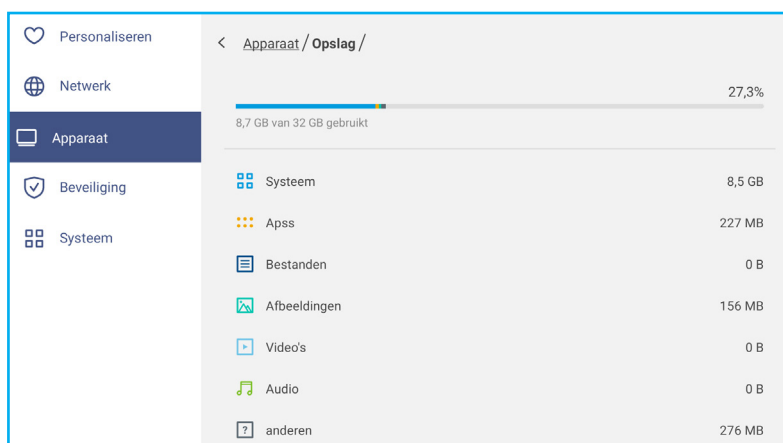 Personaliseren
Netwerk
Apparaat
Beveiliging
Systeem
Apparaat / Opslag /
27,3%
8,7 GB van 32 GB gebruikt
Systeem 8,5 GB
Apss 227 MB
Bestanden 0 B
Afbeeldingen 156 MB
Video's 0 B
Audio 0 B
? anderen 276 MB